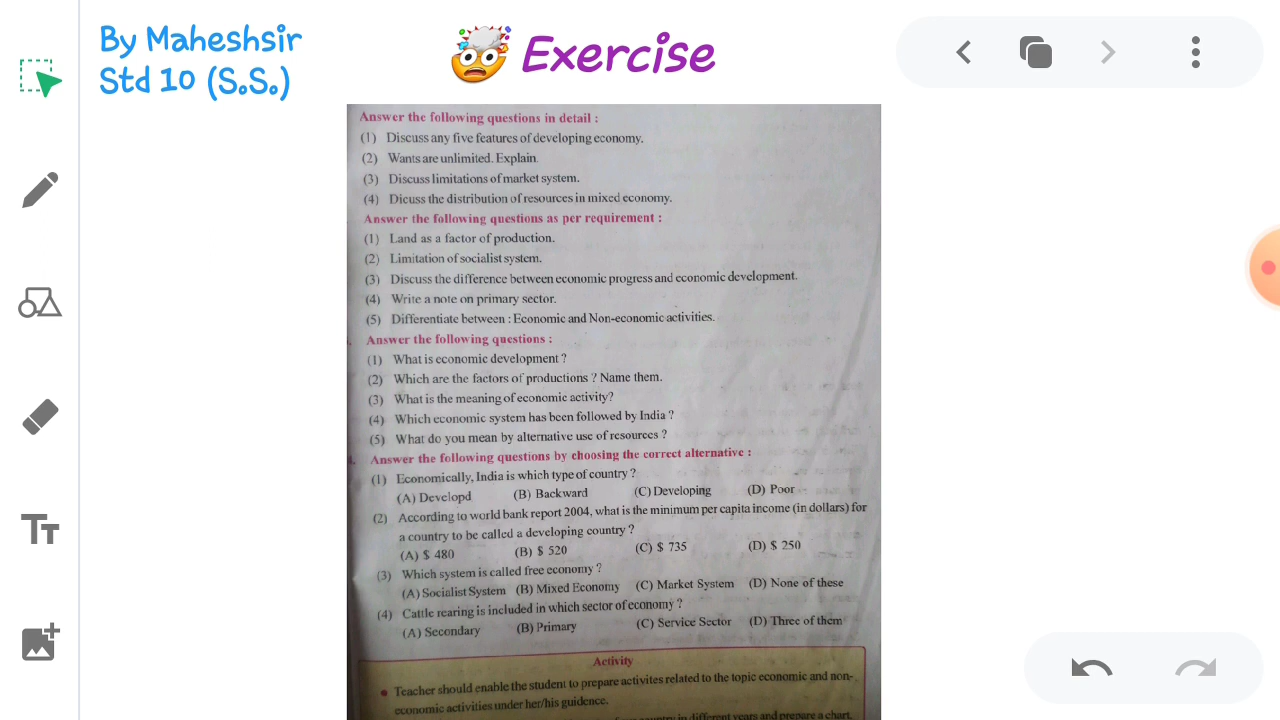 By Maheshsir
Std 10 (S.S.)
Exercise
Answer the following questions in detail :
(1) Discuss any five features of developing economy.
(2) Wants are unlimited. Explain.
(3) Discuss limitations of market system.
(4) Dicuss the distribution of resources in mixed economy.
Answer the following questions as per requirement :
(1) Land as a factor of production.
(2) Limitation of socialist system.
(3) Discuss the difference between economic progress and economic development.
(4) Write a note on primary sector.
(5) Differentiate between : Economic and Non-economic activities.
Answer the following questions :
(1) What is economic development ?
(2) Which are the factors of productions ? Name them.
(3) What is the meaning of economic activity?
(4) Which economic system has been followed by India ?
(5) What do you mean by alternative use of resources ?
Answer the following questions by choosing the correct alternative :
(1) Economically, India is which type of country ?
(A) Developd (B) Backward (C) Developing (D) Poor
(2) According to world bank report 2004, what is the minimum per capita income (in dollars) for
a country to be called a developing country ?
(A) $ 480 (B) $ 520 (C) $ 735 (D) $ 250
(3) Which system is called free economy ?
(A) Socialist System (B) Mixed Economy (C) Market System (D) None of these
(4) Cattle rearing is included in which sector of economy ?
(A) Secondary (B) Primary (C) Service Sector (D) Three of them
Activity
• Teacher should enable the student to prepare activites related to the topic economic and non-
economic activities under her/his guidence.
country in different years and prepare a chart.
TT